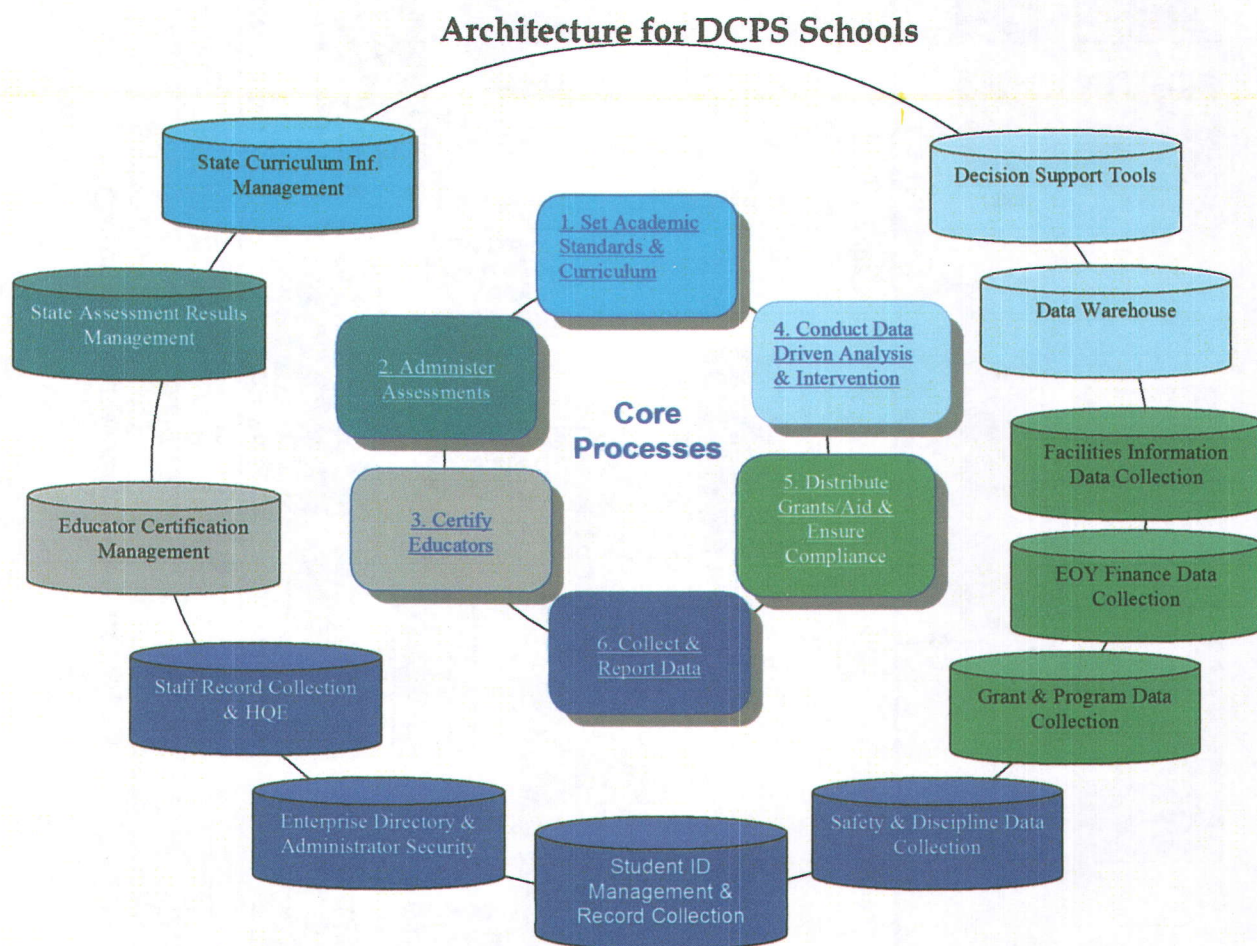 Architecture for DCPS Schools
State Curriculum Inf.
Management
Decision Support Tools
1. Set Academic
Standards &
Curriculum
State Assessment Results
Management
Data Warehouse
2. Administer
Assessments
4. Conduct Data
Driven Analysis
& Intervention
Core
Processes
Facilities Information
Data Collection
Educator Certification
Management
3. Certify
Educators
5. Distribute
Grants/Aid &
Ensure
Compliance
EOY Finance Data
Collection
6. Collect &
Report Data
Staff Record Collection
& HQE
Grant & Program Data
Collection
Enterprise Directory &
Administrator Security
Student ID
Management &
Record Collection
Safety & Discipline Data
Collection